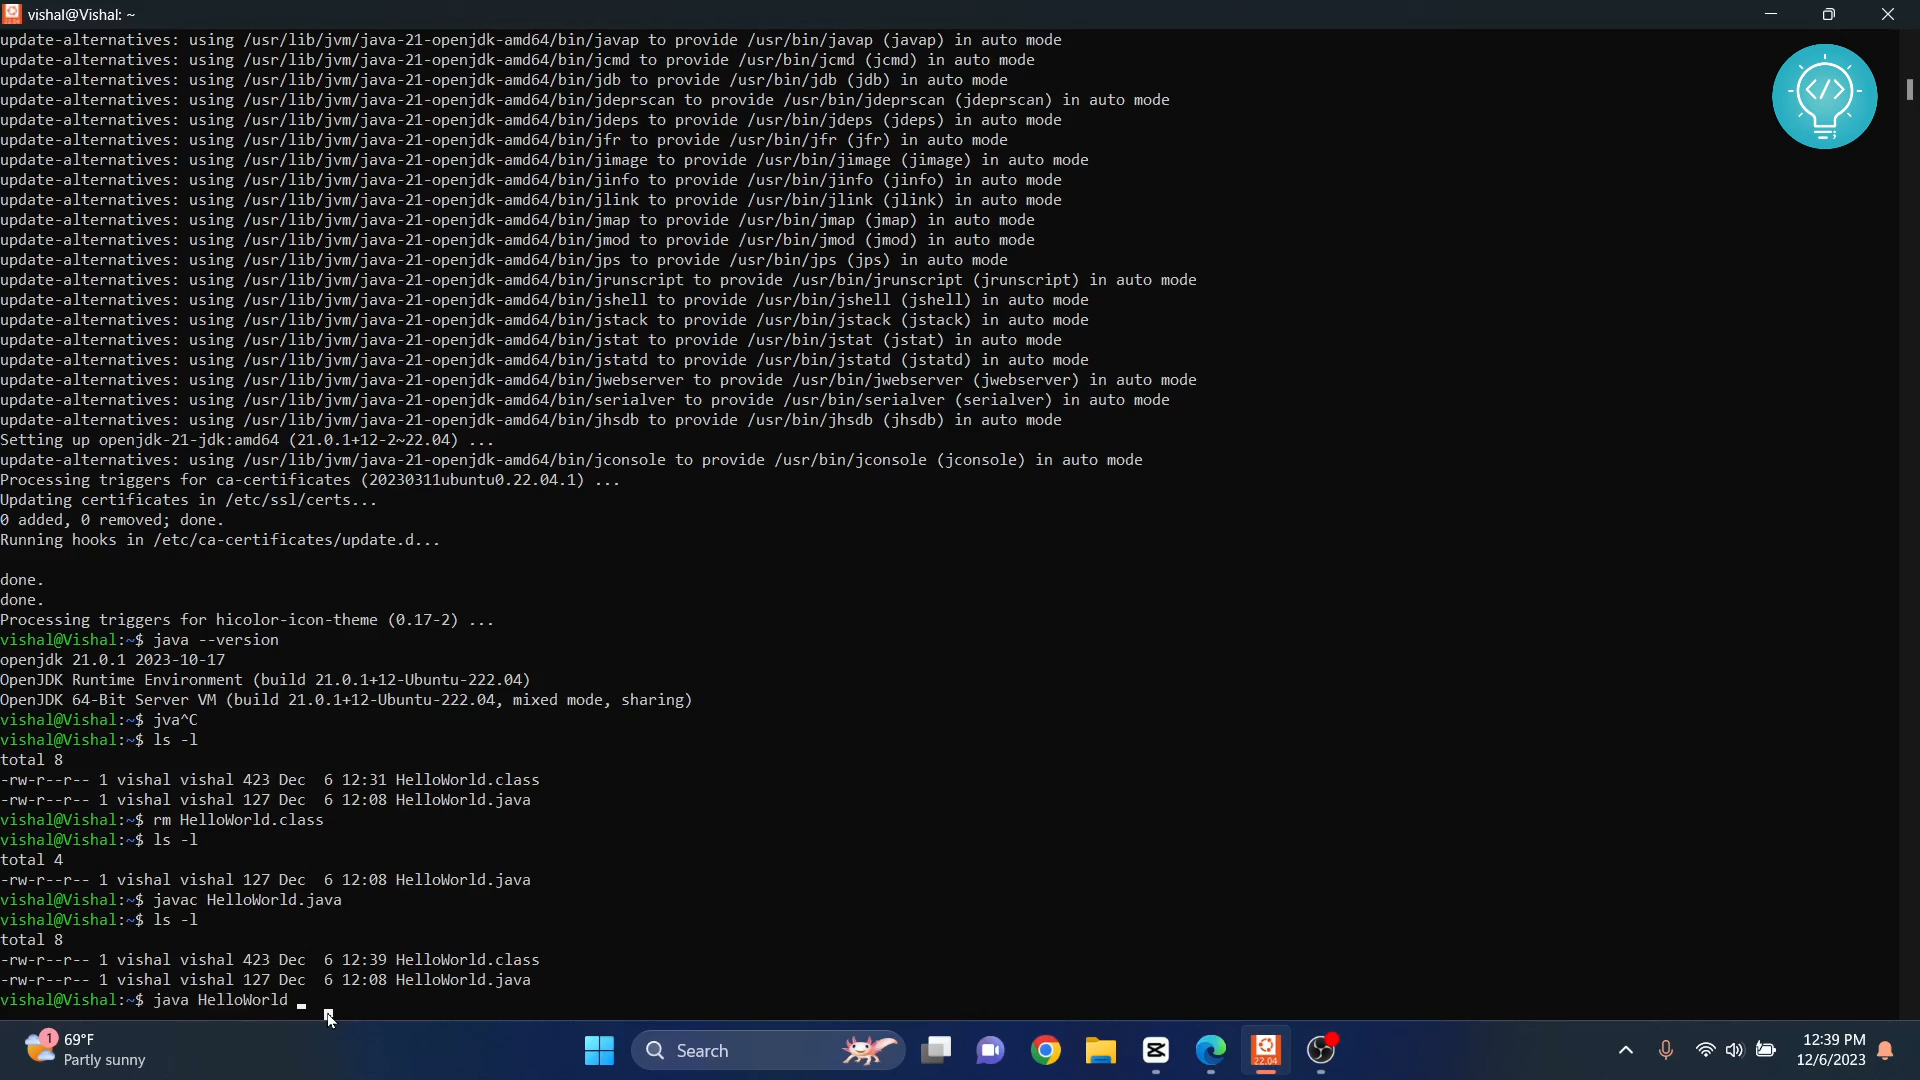 vishal@Vishal: ~
update-alternatives: using /usr/lib/jvm/java-21-openjdk-amd64/bin/javap to provide /usr/bin/javap (javap) in auto mode
update-alternatives: using /usr/lib/jvm/java-21-openjdk-amd64/bin/jcmd to provide /usr/bin/jcmd (jcmd) in auto mode
update-alternatives: using /usr/lib/jvm/java-21-openjdk-amd64/bin/jdb to provide /usr/bin/jdb (jdb) in auto mode
update-alternatives: using /usr/lib/jvm/java-21-openjdk-amd64/bin/jdeprscan to provide /usr/bin/jdeprscan (jdeprscan) in auto mode
update-alternatives: using /usr/lib/jvm/java-21-openjdk-amd64/bin/jdeps to provide /usr/bin/jdeps (jdeps) in auto mode
update-alternatives: using /usr/lib/jvm/java-21-openjdk-amd64/bin/jfr to provide /usr/bin/jfr (jfr) in auto mode
update-alternatives: using /usr/lib/jvm/java-21-openjdk-amd64/bin/jimage to provide /usr/bin/jimage (jimage) in auto mode
update-alternatives: using /usr/lib/jvm/java-21-openjdk-amd64/bin/jinfo to provide /usr/bin/jinfo (jinfo) in auto mode
update-alternatives: using /usr/lib/jvm/java-21-openjdk-amd64/bin/jlink to provide /usr/bin/jlink (jlink) in auto mode
update-alternatives: using /usr/lib/jvm/java-21-openjdk-amd64/bin/jmap to provide /usr/bin/jmap (jmap) in auto mode
update-alternatives: using /usr/lib/jvm/java-21-openjdk-amd64/bin/jmod to provide /usr/bin/jmod (jmod) in auto mode
update-alternatives: using /usr/lib/jvm/java-21-openjdk-amd64/bin/jps to provide /usr/bin/jps (jps) in auto mode
update-alternatives: using /usr/lib/jvm/java-21-openjdk-amd64/bin/jrunscript to provide /usr/bin/jrunscript (jrunscript) in auto mode
update-alternatives: using /usr/lib/jvm/java-21-openjdk-amd64/bin/jshell to provide /usr/bin/jshell (jshell) in auto mode
update-alternatives: using /usr/lib/jvm/java-21-openjdk-amd64/bin/jstack to provide /usr/bin/jstack (jstack) in auto mode
update-alternatives: using /usr/lib/jvm/java-21-openjdk-amd64/bin/jstat to provide /usr/bin/jstat (jstat) in auto mode
update-alternatives: using /usr/lib/jvm/java-21-openjdk-amd64/bin/jstatd to provide /usr/bin/jstatd (jstatd) in auto mode
update-alternatives: using /usr/lib/jvm/java-21-openjdk-amd64/bin/jwebserver to provide /usr/bin/jwebserver (jwebserver) in auto mode
update-alternatives: using /usr/lib/jvm/java-21-openjdk-amd64/bin/serialver to provide /usr/bin/serialver (serialver) in auto mode
update-alternatives: using /usr/lib/jvm/java-21-openjdk-amd64/bin/jhsdb to provide /usr/bin/jhsdb (jhsdb) in auto mode
Setting up openjdk-21-jdk:amd64 (21.0.1+12-2~22.04) ...
update-alternatives: using /usr/lib/jvm/java-21-openjdk-amd64/bin/jconsole to provide /usr/bin/jconsole (jconsole) in auto mode
Processing triggers for ca-certificates (20230311ubuntu0.22.04.1) ...
Updating certificates in /etc/ssl/certs...
0 added, 0 removed; done.
Running hooks in /etc/ca-certificates/update.d...
done.
done.
Processing triggers for hicolor-icon-theme (0.17-2) ...
vishal@Vishal:~$ java --version
openjdk 21.0.1 2023-10-17
OpenJDK Runtime Environment (build 21.0.1+12-Ubuntu-222.04)
OpenJDK 64-Bit Server VM (build 21.0.1+12-Ubuntu-222.04, mixed mode, sharing)
vishal@Vishal:~$ jva^C
vishal@Vishal:~$ ls -l
total 8
-rw-r--r-- 1 vishal vishal 423 Dec  6 12:31 HelloWorld.class
-rw-r--r-- 1 vishal vishal 127 Dec  6 12:08 HelloWorld.java
vishal@Vishal:~$ rm HelloWorld.class
vishal@Vishal:~$ ls -l
total 4
-rw-r--r-- 1 vishal vishal 127 Dec  6 12:08 HelloWorld.java
vishal@Vishal:~$ javac HelloWorld.java
vishal@Vishal:~$ ls -l
total 8
-rw-r--r-- 1 vishal vishal 423 Dec  6 12:39 HelloWorld.class
-rw-r--r-- 1 vishal vishal 127 Dec  6 12:08 HelloWorld.java
vishal@Vishal:~$ java HelloWorld
1
69°F
Partly sunny
Search
22.04
12:39 PM
12/6/2023